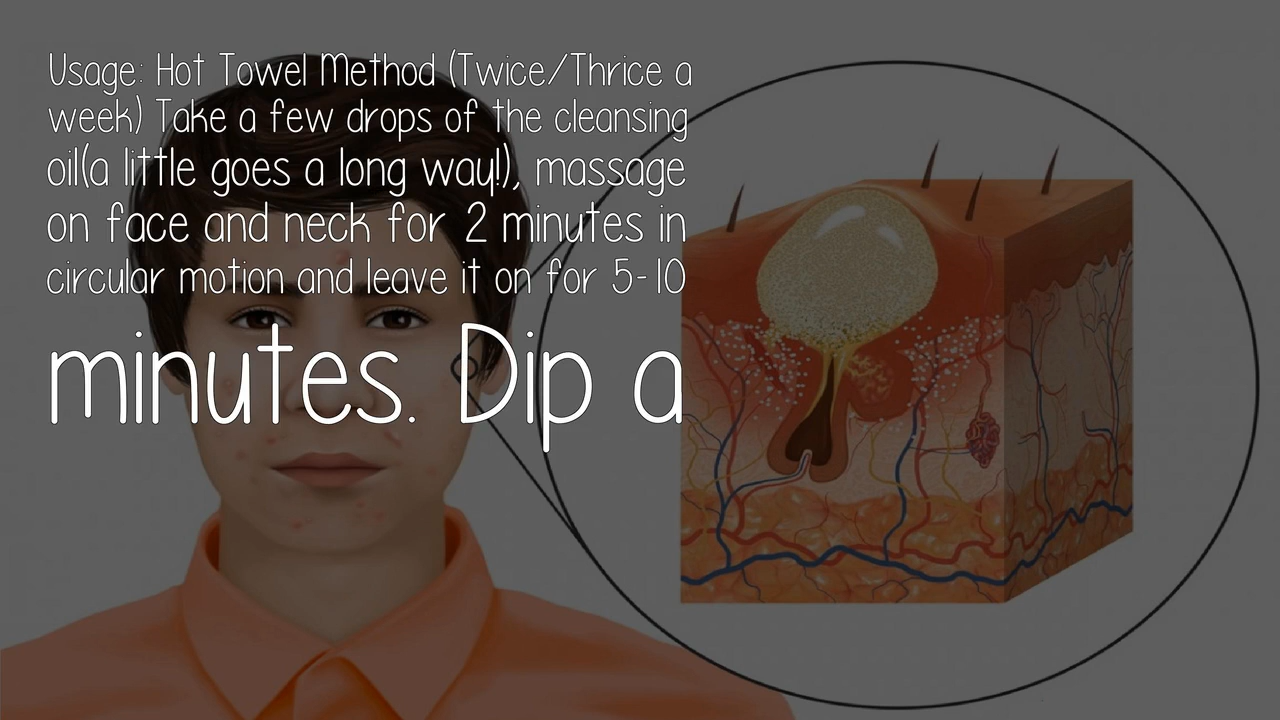 Usage: Hot Towel Method (Twice/Thrice a
week) Take a few drops of the cleansing
oil(a little goes a long way!), massage
on face and neck for 2 minutes in
circular motion and leave it on for 5-10
minutes. Dip a